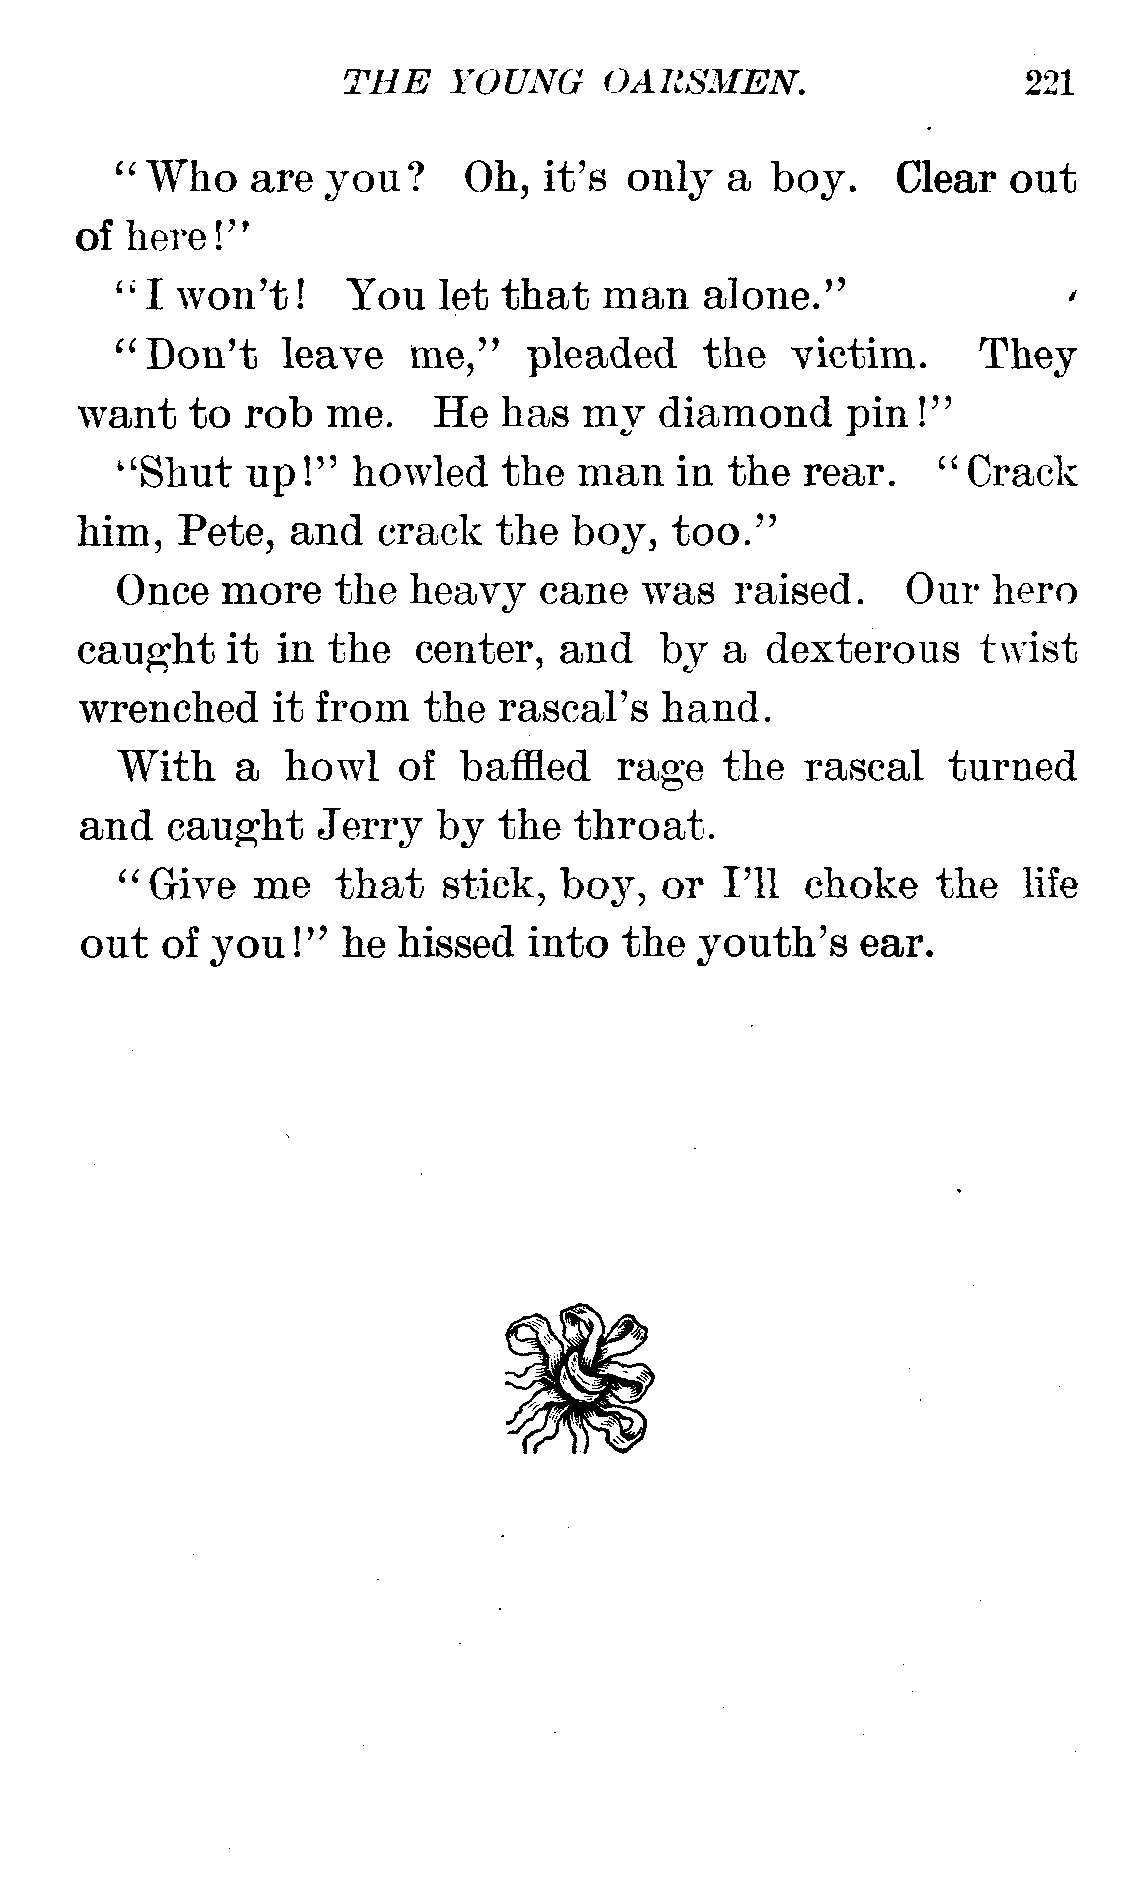 THE YOUNG OARSMEN. 221
“Who are you? Oh, it’s only a boy. Clear out
of here!”
“I won’t! You let that man alone.”
“Don’t leave me,” pleaded the victim. They
want to rob me. He has my diamond pin!”
“Shut up!” howled the man in the rear. “Crack
him, Pete, and crack the boy, too.”
Once more the heavy cane was raised. Our hero
caught it in the center, and by a dexterous twist
wrenched it from the rascal’s hand.
With a howl of baffled rage the rascal turned
and caught Jerry by the throat.
“Give me that stick, boy, or I’ll choke the life
out of you!” he hissed into the youth’s ear.